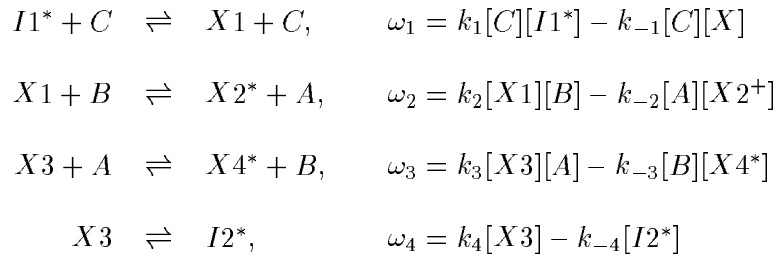 I1* + C ⇌ X1 + C, ω₁ = k₁[C][I1*] − k₋₁[C][X]
X1 + B ⇌ X2* + A, ω₂ = k₂[X1][B] − k₋₂[A][X2⁺]
X3 + A ⇌ X4* + B, ω₃ = k₃[X3][A] − k₋₃[B][X4*]
X3 ⇌ I2*, ω₄ = k₄[X3] − k₋₄[I2*]